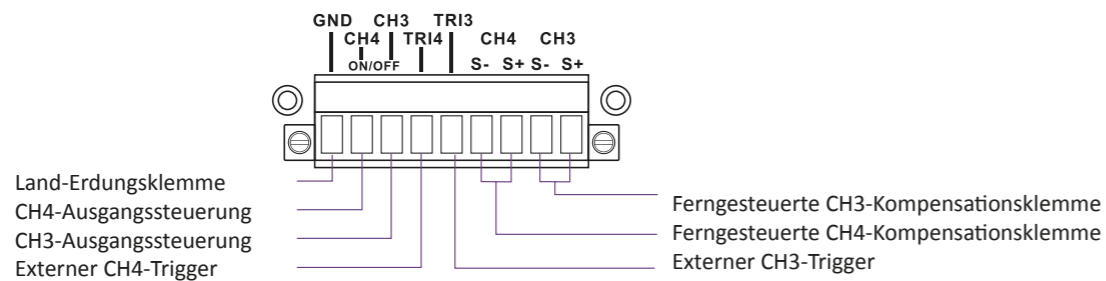 GND CH3 TRI3
CH4 TRI4 CH4 CH3
ON/OFF S- S+ S- S+
Land-Erdungsklemme
CH4-Ausgangssteuerung
CH3-Ausgangssteuerung
Externer CH4-Trigger
Ferngesteuerte CH3-Kompensationsklemme
Ferngesteuerte CH4-Kompensationsklemme
Externer CH3-Trigger